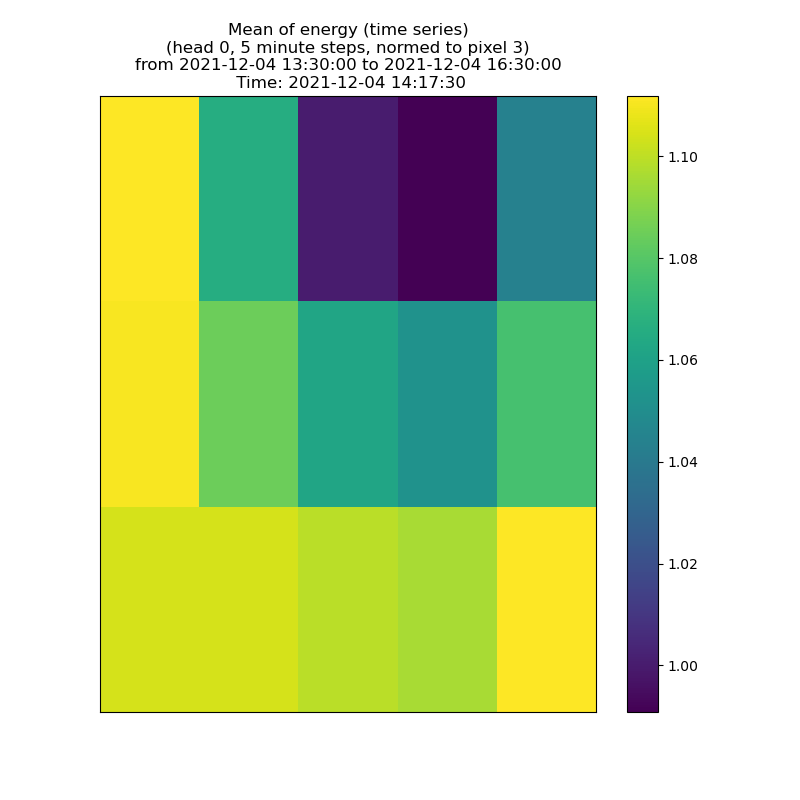 Mean of energy (time series)
(head 0, 5 minute steps, normed to pixel 3)
from 2021-12-04 13:30:00 to 2021-12-04 16:30:00
Time: 2021-12-04 14:17:30
1.10
1.08
1.06
1.04
1.02
1.00